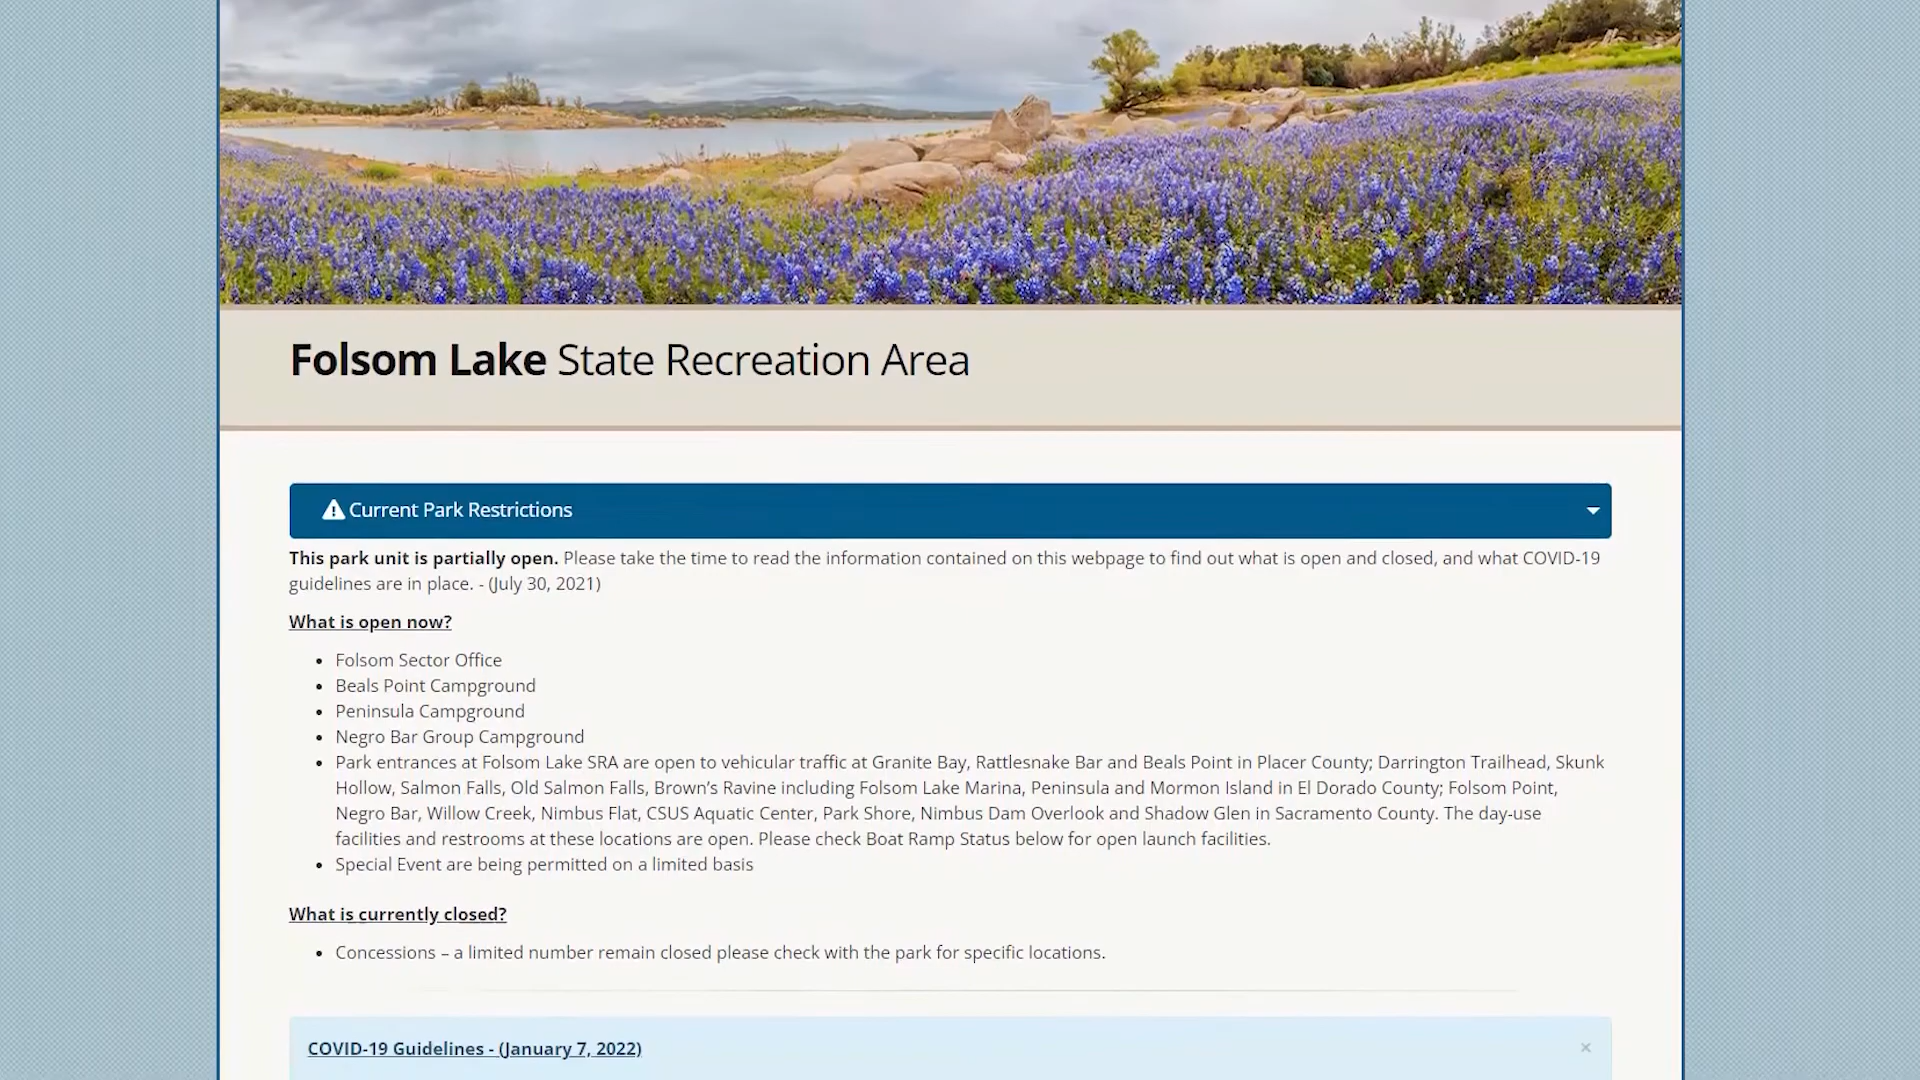 Folsom Lake State Recreation Area
Current Park Restrictions
This park unit is partially open. Please take the time to read the information contained on this webpage to find out what is open and closed, and what COVID-19
guidelines are in place. - (July 30, 2021)
What is open now?
• Folsom Sector Office
• Beals Point Campground
• Peninsula Campground
• Negro Bar Group Campground
• Park entrances at Folsom Lake SRA are open to vehicular traffic at Granite Bay, Rattlesnake Bar and Beals Point in Placer County; Darrington Trailhead, Skunk
Hollow, Salmon Falls, Old Salmon Falls, Brown’s Ravine including Folsom Lake Marina, Peninsula and Mormon Island in El Dorado County; Folsom Point,
Negro Bar, Willow Creek, Nimbus Flat, CSUS Aquatic Center, Park Shore, Nimbus Dam Overlook and Shadow Glen in Sacramento County. The day-use
facilities and restrooms at these locations are open. Please check Boat Ramp Status below for open launch facilities.
• Special Event are being permitted on a limited basis
What is currently closed?
• Concessions – a limited number remain closed please check with the park for specific locations.
COVID-19 Guidelines - (January 7, 2022)
×